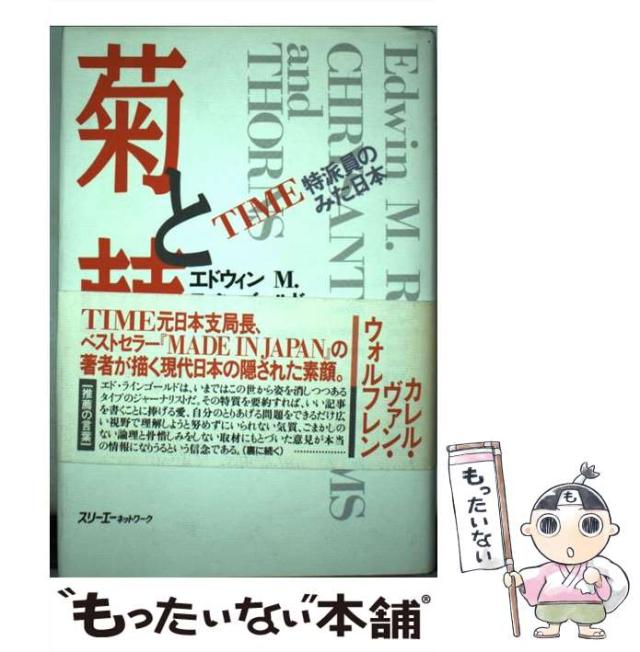 菊と
Edwin M. R
CHR ANT MS
and
THORNS
TIME 特派員の
みた日本
エドウィン M.
TIME元日本支局長、
ベストセラー『MADE IN JAPAN』の
著者が描く現代日本の隠された素顔。
カレル・
ヴァン・
ウォルフレン
[推薦の言葉]
エド・ラインゴールドは、いまではこの世から姿を消しつつある
タイプのジャーナリストだ。その特質を要約すれば、いい記事
を書くことに捧げる愛、自分のとりあげる問題をできるだけ広
い視野で理解しようと努めずにいられない気質、ごまかしの
ない論理と骨惜しみをしない取材にもとづいた意見が本当
の情報になりうるという信念である。(裏に続く)
スリーエーネットワーク
もったいない
“もったいない”本舗®